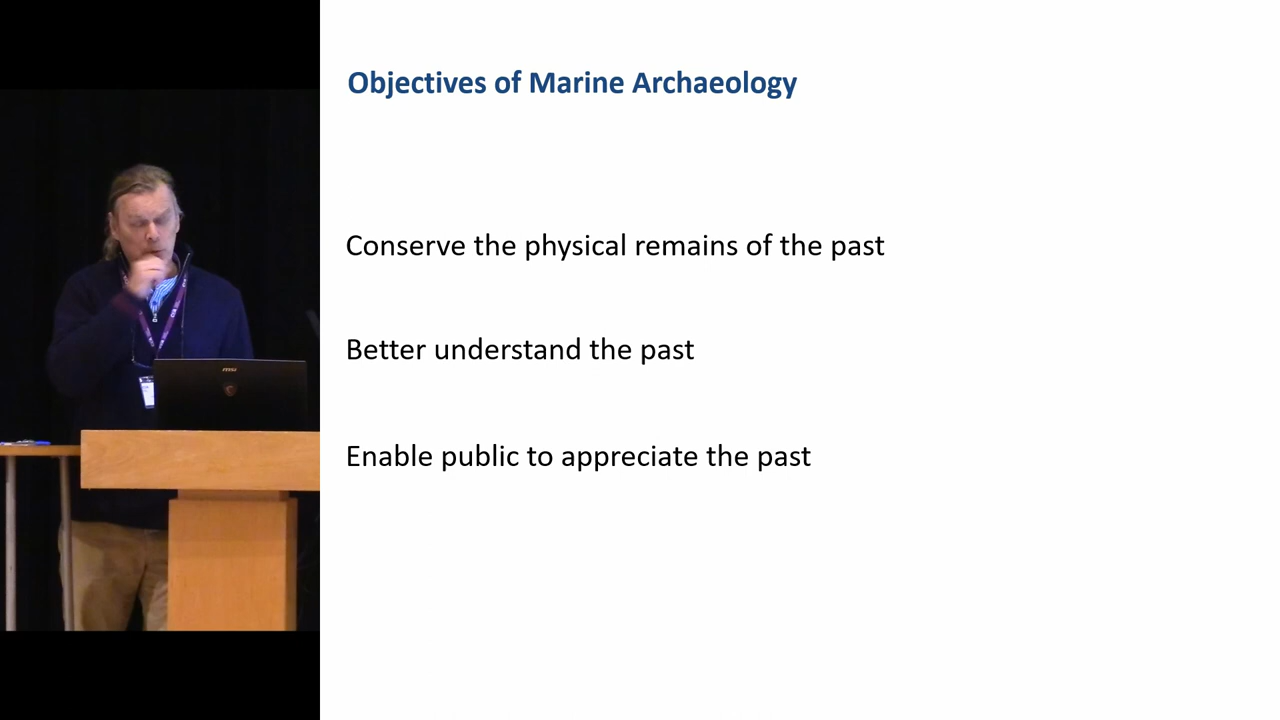 Objectives of Marine Archaeology
Conserve the physical remains of the past
Better understand the past
Enable public to appreciate the past
msi